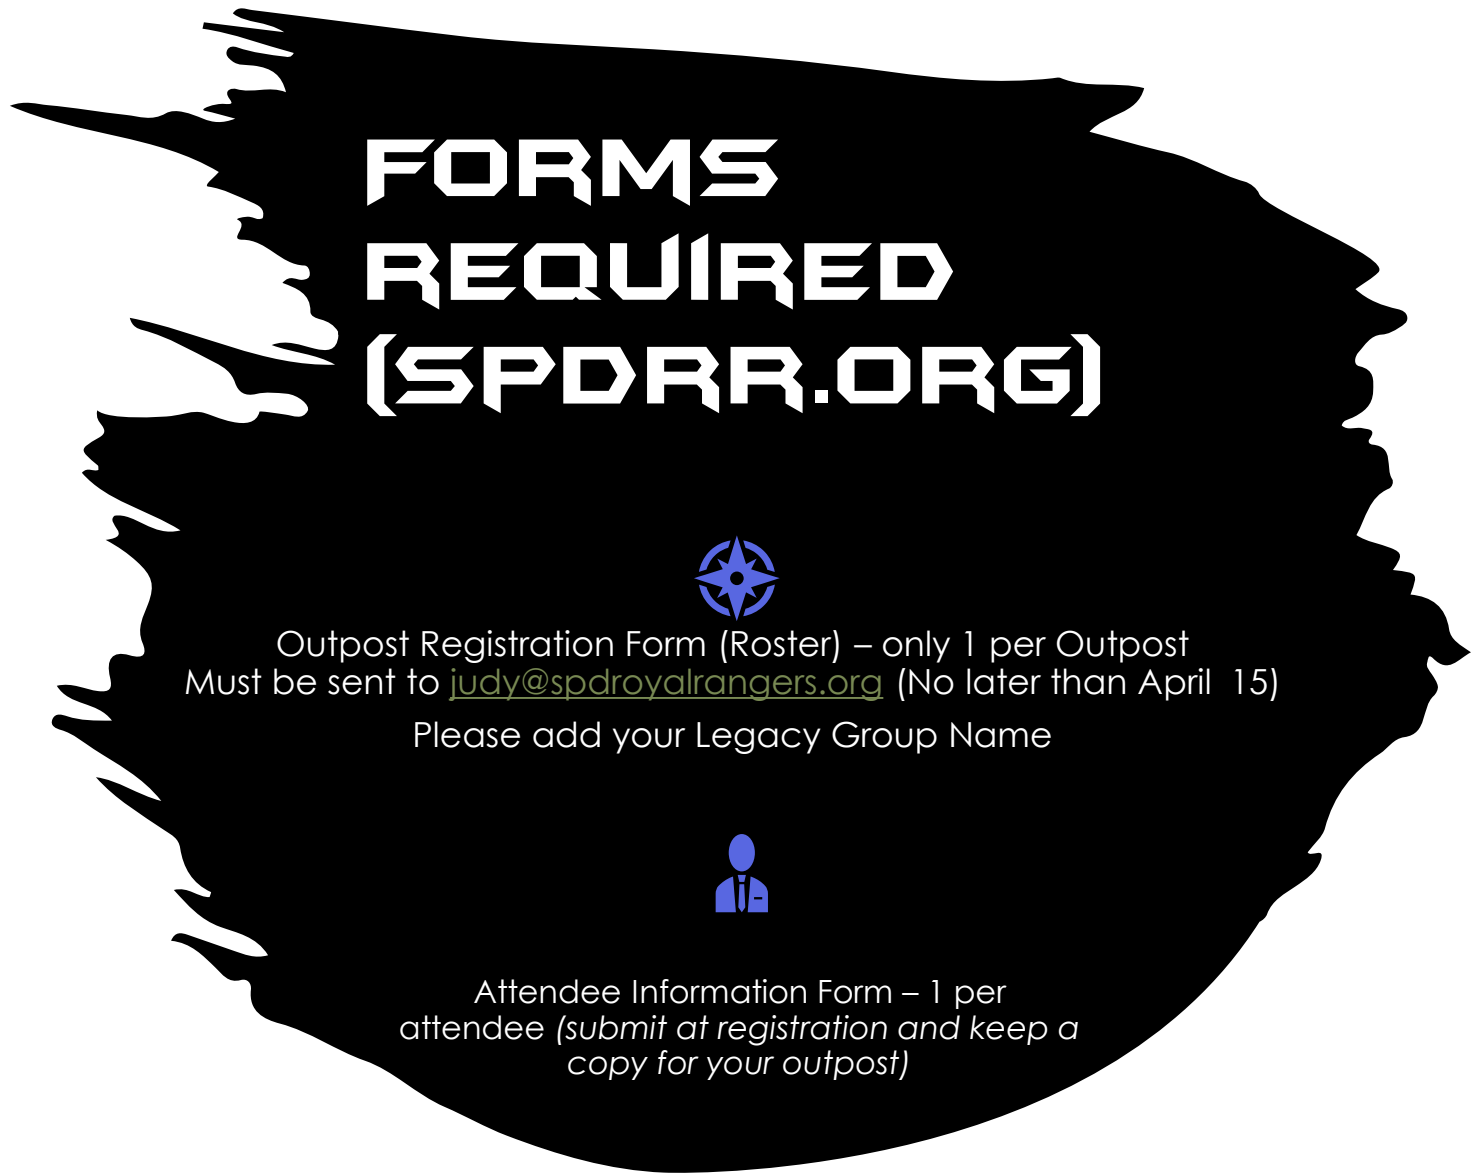 FORMS
REQUIRED
(SPDRR.ORG)
Outpost Registration Form (Roster) – only 1 per Outpost
Must be sent to judy@spdroyalrangers.org (No later than April 15)
Please add your Legacy Group Name
Attendee Information Form – 1 per
attendee (submit at registration and keep a
copy for your outpost)